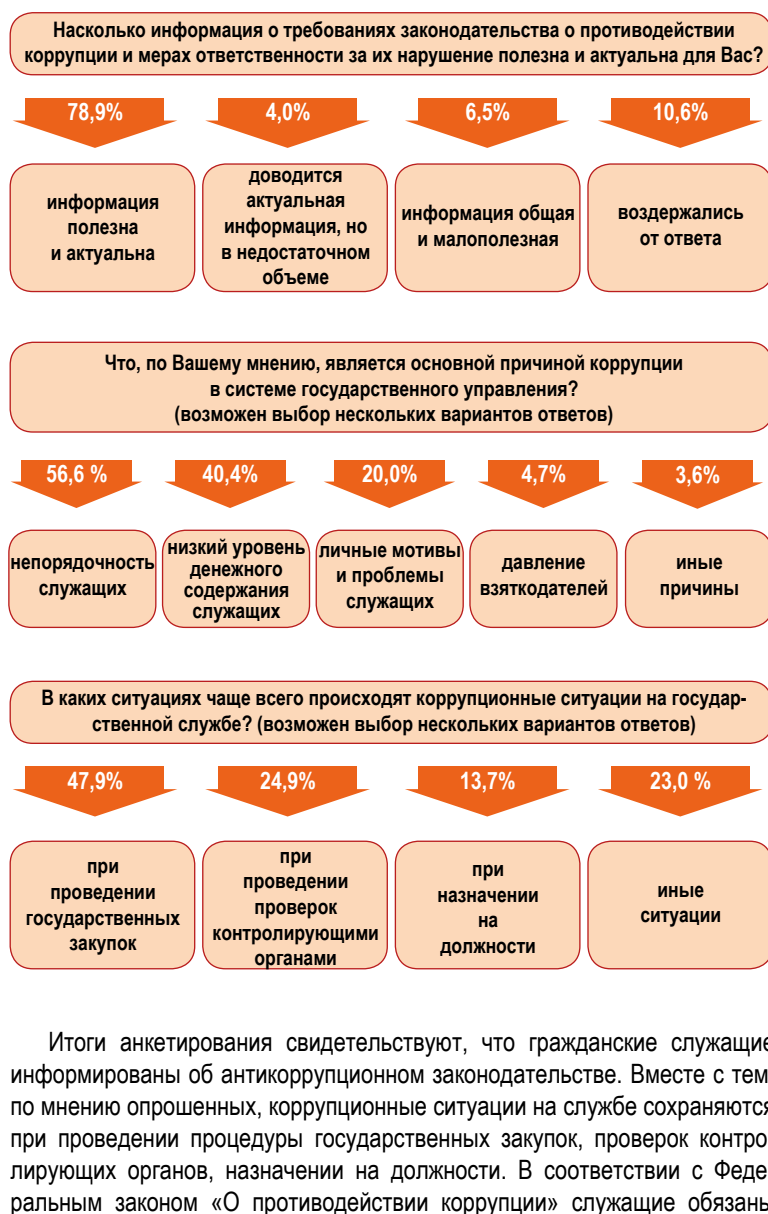 Насколько информация о требованиях законодательства о противодействии
коррупции и мерах ответственности за их нарушение полезна и актуальна для Вас?
78,9%
4,0%
6,5%
10,6%
информация
полезна
и актуальна
доводится
актуальная
информация, но
в недостаточном
объеме
информация общая
и малополезная
воздержались
от ответа
Что, по Вашему мнению, является основной причиной коррупции
в системе государственного управления?
(возможен выбор нескольких вариантов ответов)
56,6 %
40,4%
20,0%
4,7%
3,6%
непорядочность
служащих
низкий уровень
денежного
содержания
служащих
личные мотивы
и проблемы
служащих
давление
взяткодателей
иные
причины
В каких ситуациях чаще всего происходят коррупционные ситуации на государ-
ственной службе? (возможен выбор нескольких вариантов ответов)
47,9%
24,9%
13,7%
23,0 %
при
проведении
государственных
закупок
при
проведении
проверок
контролирующими
органами
при
назначении
на
должности
иные
ситуации
Итоги анкетирования свидетельствуют, что гражданские служащие
информированы об антикоррупционном законодательстве. Вместе с тем
по мнению опрошенных, коррупционные ситуации на службе сохраняются
при проведении процедуры государственных закупок, проверок контро
лирующих органов, назначении на должности. В соответствии с Феде
ральным законом «О противодействии коррупции» служащие обязаны